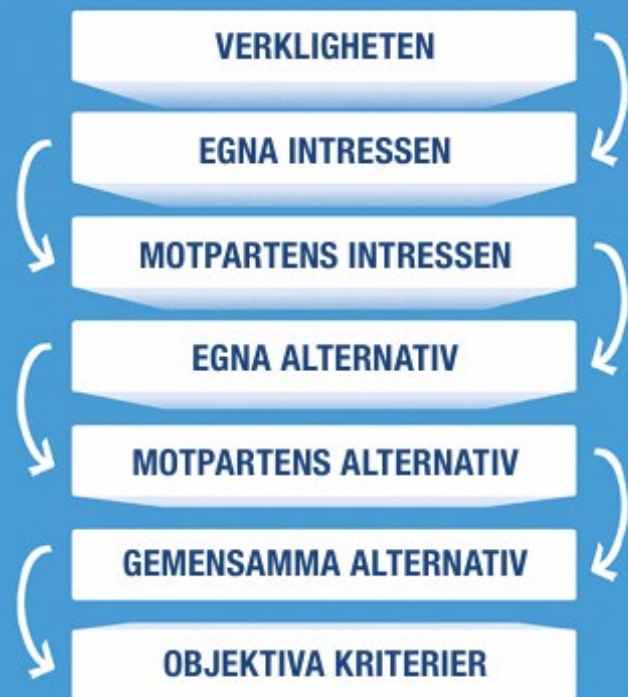 VERKLIGHETEN
EGNA INTRESSEN
MOTPARTENS INTRESSEN
EGNA ALTERNATIV
MOTPARTENS ALTERNATIV
GEMENSAMMA ALTERNATIV
OBJEKTIVA KRITERIER